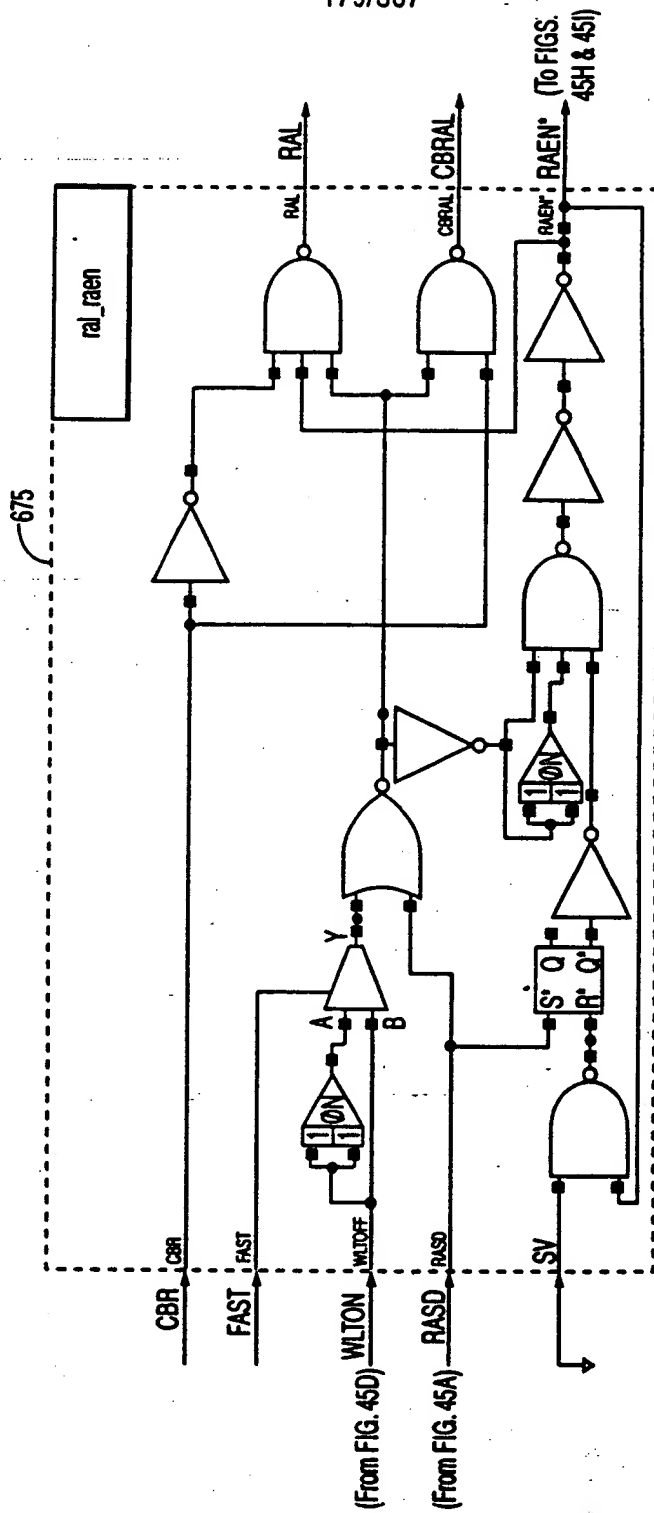 675
ral_raen
CBR
CBR
FAST
FAST
WLTON
WLTOFF
(From FIG. 45D)
RASD
RASD
(From FIG. 45A)
SV
1 1 ØN
A
B
Y
S* Q
R* Q*
1 1 ØN
RAL
RAL
CBRAL
CBRAL
RAEN*
RAEN*
(To FIGS.
45H & 45I)